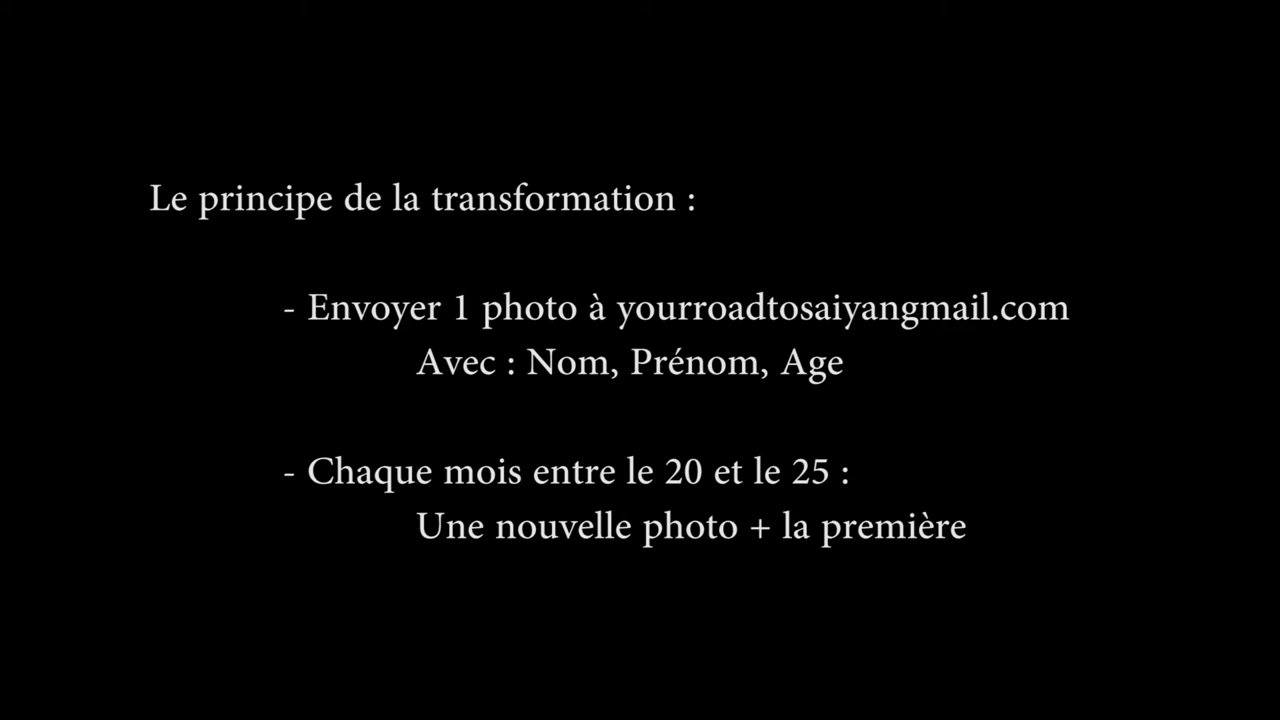 Le principe de la transformation :
- Envoyer 1 photo à yourroadtosaiyangmail.com
Avec : Nom, Prénom, Age
- Chaque mois entre le 20 et le 25 :
Une nouvelle photo + la première